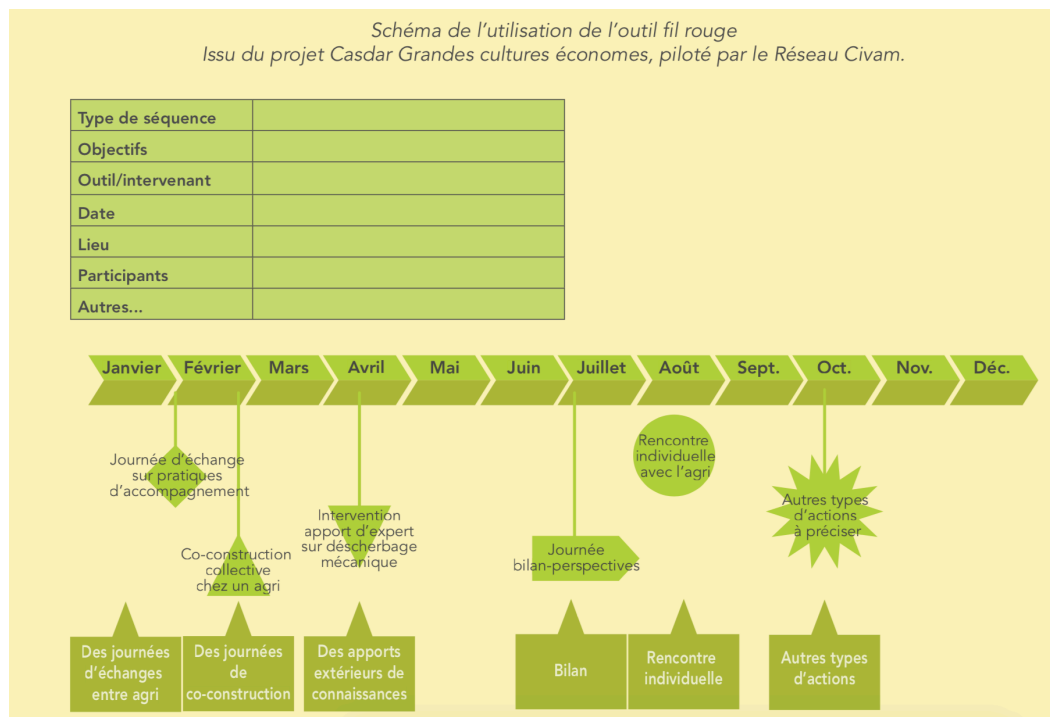 Schéma de l'utilisation de l'outil fil rouge
Issu du projet Casdar Grandes cultures économes, piloté par le Réseau Civam.
Type de séquence
Objectifs
Outil/intervenant
Date
Lieu
Participants
Autres...
Janvier
Février
Mars
Avril
Mai
Juin
Juillet
Août
Sept.
Oct.
Nov.
Déc.
Journée d'échange
sur pratiques
d'accompagnement
Co-construction
collective
chez un agri
Intervention
apport d'expert
sur déscherbage
mécanique
Journée
bilan-perspectives
Rencontre
individuelle
avec l'agri
Autres types
d'actions
à préciser
Des journées
d'échanges
entre agri
Des journées
de
co-construction
Des apports
extérieurs de
connaissances
Bilan
Rencontre
individuelle
Autres types
d'actions